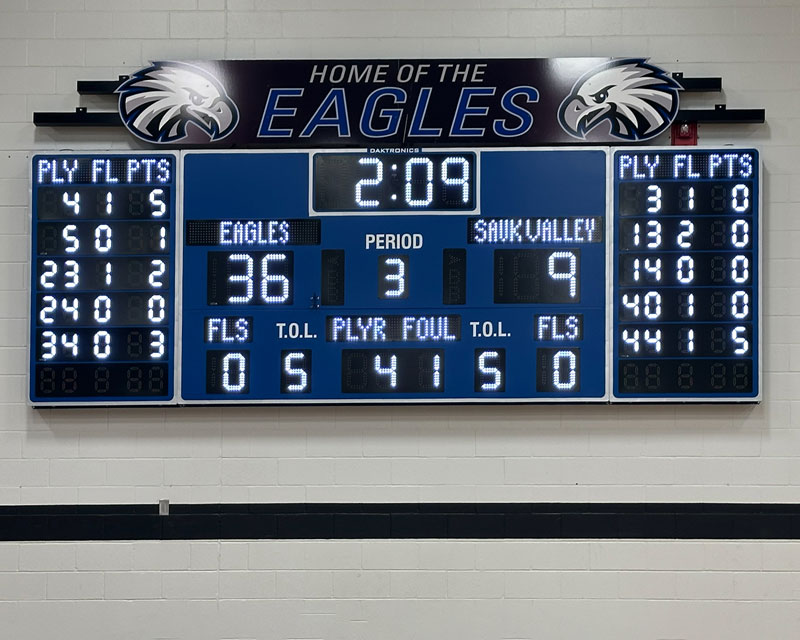 HOME OF THE
EAGLES
DAKTRONICS
PLY FL PTS
4 1 5
5 0 1
23 1 2
24 0 0
34 0 3
2:09
EAGLES
36
PERIOD
3
SAUK VALLEY
9
FLS T.O.L. PLYR FOUL T.O.L. FLS
0 5 4 1 5 0
PLY FL PTS
3 1 0
13 2 0
14 0 0
40 1 0
44 1 5